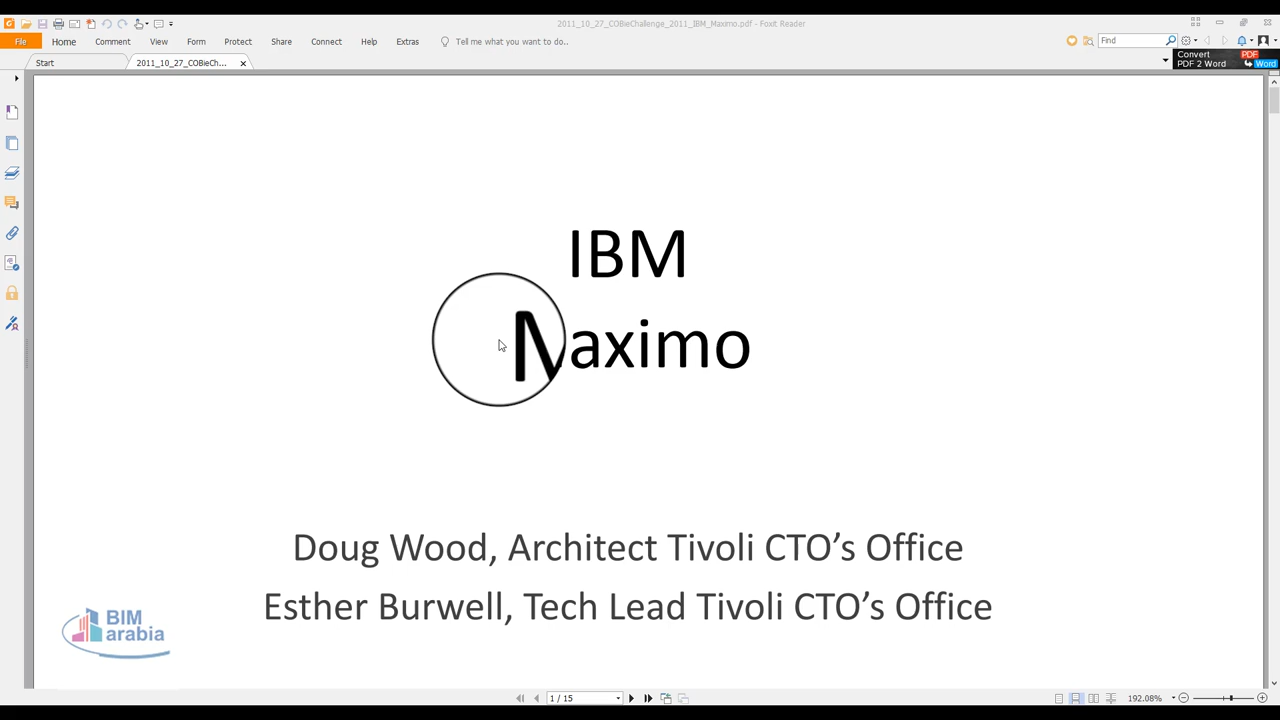 2011_10_27_COBieChallenge_2011_IBM_Maximo.pdf - Foxit Reader
File Home Comment View Form Protect Share Connect Help Extras Tell me what you want to do.. Find
Start 2011_10_27_COBieCh... Convert PDF
PDF 2 Word Word
IBM
Maximo
Doug Wood, Architect Tivoli CTO’s Office
Esther Burwell, Tech Lead Tivoli CTO’s Office
BIM
arabia
1 / 15 192.08%